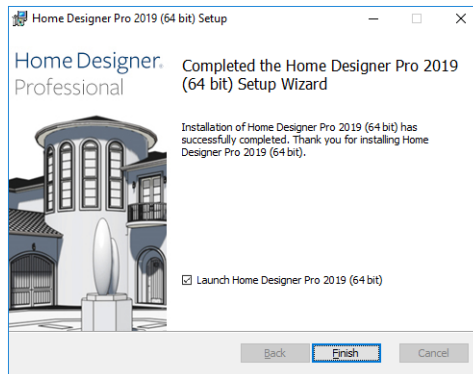 Home Designer Pro 2019 (64 bit) Setup
Home Designer®
Professional
Completed the Home Designer Pro 2019
(64 bit) Setup Wizard
Installation of Home Designer Pro 2019 (64 bit) has
successfully completed. Thank you for installing Home
Designer Pro 2019 (64 bit).
Launch Home Designer Pro 2019 (64 bit)
Back
Finish
Cancel